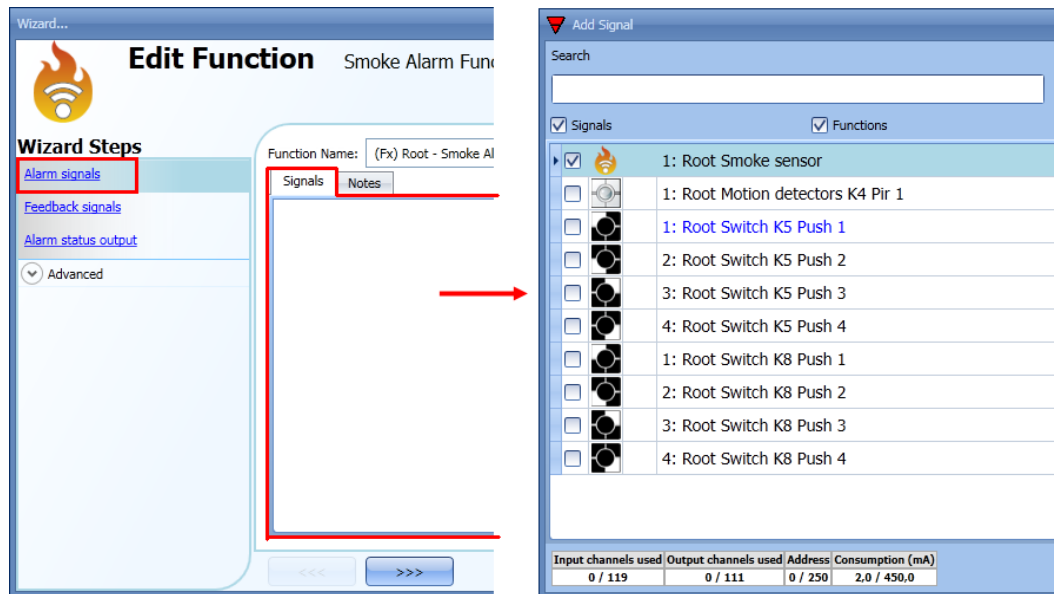 Wizard...
Edit Function Smoke Alarm Func
Wizard Steps
Alarm signals
Feedback signals
Alarm status output
Advanced
Function Name: (Fx) Root - Smoke Al
Signals Notes
<<< >>>
Add Signal
Search
Signals Functions
1: Root Smoke sensor
1: Root Motion detectors K4 Pir 1
1: Root Switch K5 Push 1
2: Root Switch K5 Push 2
3: Root Switch K5 Push 3
4: Root Switch K5 Push 4
1: Root Switch K8 Push 1
2: Root Switch K8 Push 2
3: Root Switch K8 Push 3
4: Root Switch K8 Push 4
Input channels used Output channels used Address Consumption (mA)
0 / 119 0 / 111 0 / 250 2,0 / 450,0